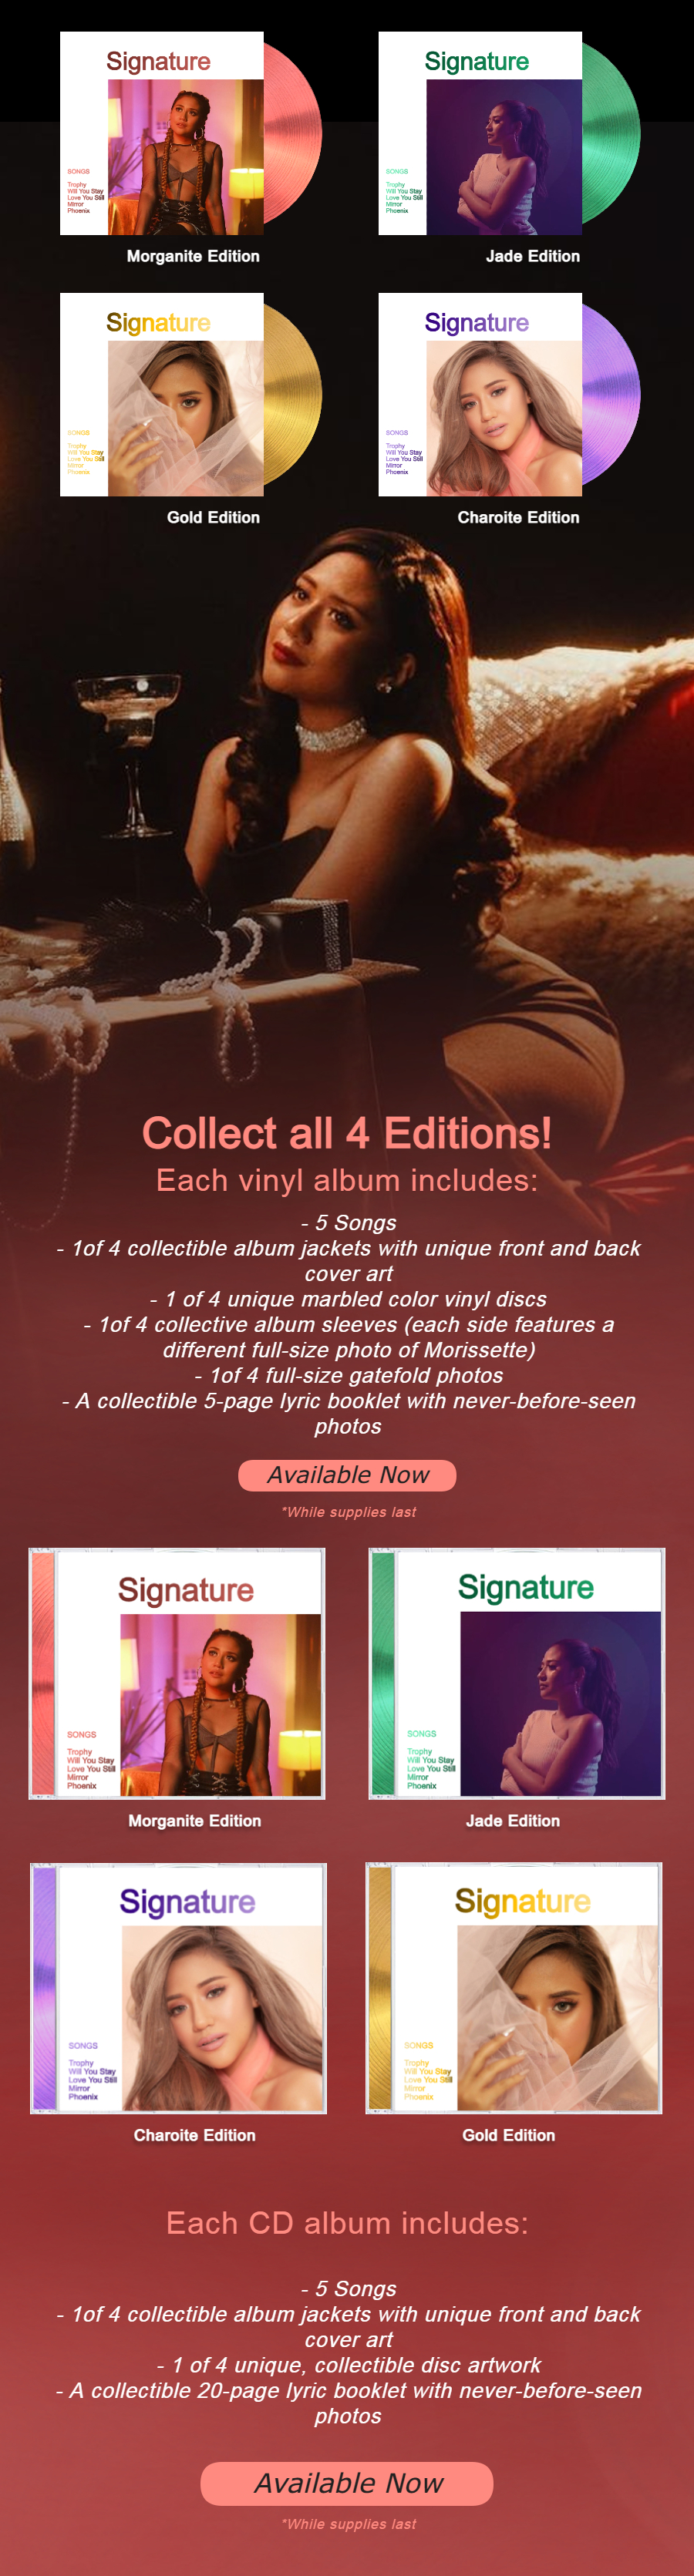 Signature
SONGS
Trophy
Will You Stay
Love You Still
Mirror
Phoenix
Morganite Edition
Signature
SONGS
Trophy
Will You Stay
Love You Still
Mirror
Phoenix
Jade Edition
Signature
SONGS
Trophy
Will You Stay
Love You Still
Mirror
Phoenix
Gold Edition
Signature
SONGS
Trophy
Will You Stay
Love You Still
Mirror
Phoenix
Charoite Edition
Collect all 4 Editions!
Each vinyl album includes:
- 5 Songs
- 1of 4 collectible album jackets with unique front and back
cover art
- 1 of 4 unique marbled color vinyl discs
- 1of 4 collective album sleeves (each side features a
different full-size photo of Morissette)
- 1of 4 full-size gatefold photos
- A collectible 5-page lyric booklet with never-before-seen
photos
Available Now
*While supplies last
Signature
SONGS
Trophy
Will You Stay
Love You Still
Mirror
Phoenix
Morganite Edition
Signature
SONGS
Trophy
Will You Stay
Love You Still
Mirror
Phoenix
Jade Edition
Signature
SONGS
Trophy
Will You Stay
Love You Still
Mirror
Phoenix
Charoite Edition
Signature
SONGS
Trophy
Will You Stay
Love You Still
Mirror
Phoenix
Gold Edition
Each CD album includes:
- 5 Songs
- 1of 4 collectible album jackets with unique front and back
cover art
- 1 of 4 unique, collectible disc artwork
- A collectible 20-page lyric booklet with never-before-seen
photos
Available Now
*While supplies last